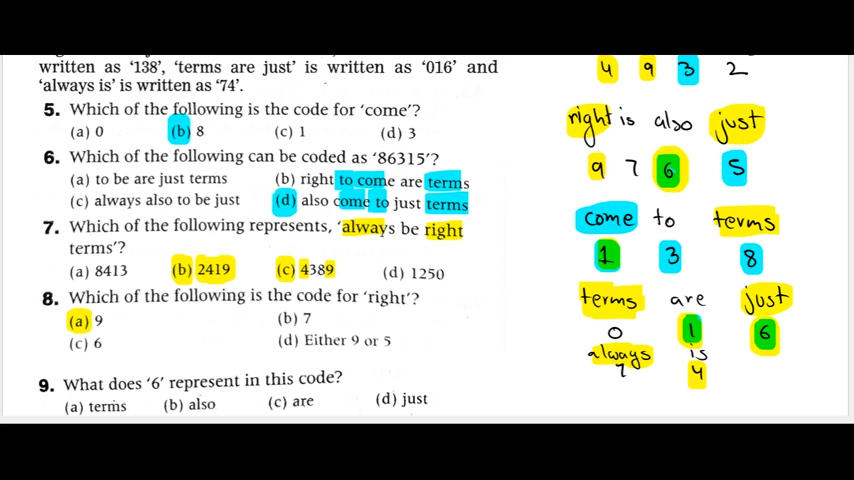 written as '138', 'terms are just' is written as '016' and
'always is' is written as '74'.
5. Which of the following is the code for 'come'?
(a) 0 (b) 8 (c) 1 (d) 3
6. Which of the following can be coded as '86315'?
(a) to be are just terms (b) right to come are terms
(c) always also to be just (d) also come to just terms
7. Which of the following represents, 'always be right
terms'?
(a) 8413 (b) 2419 (c) 4389 (d) 1250
8. Which of the following is the code for 'right'?
(a) 9 (b) 7
(c) 6 (d) Either 9 or 5
9. What does '6' represent in this code?
(a) terms (b) also (c) are (d) just
4 9 3 2
right is also just
9 7 6 5
come to terms
1 3 8
terms are just
0 1 6
always is
7 4